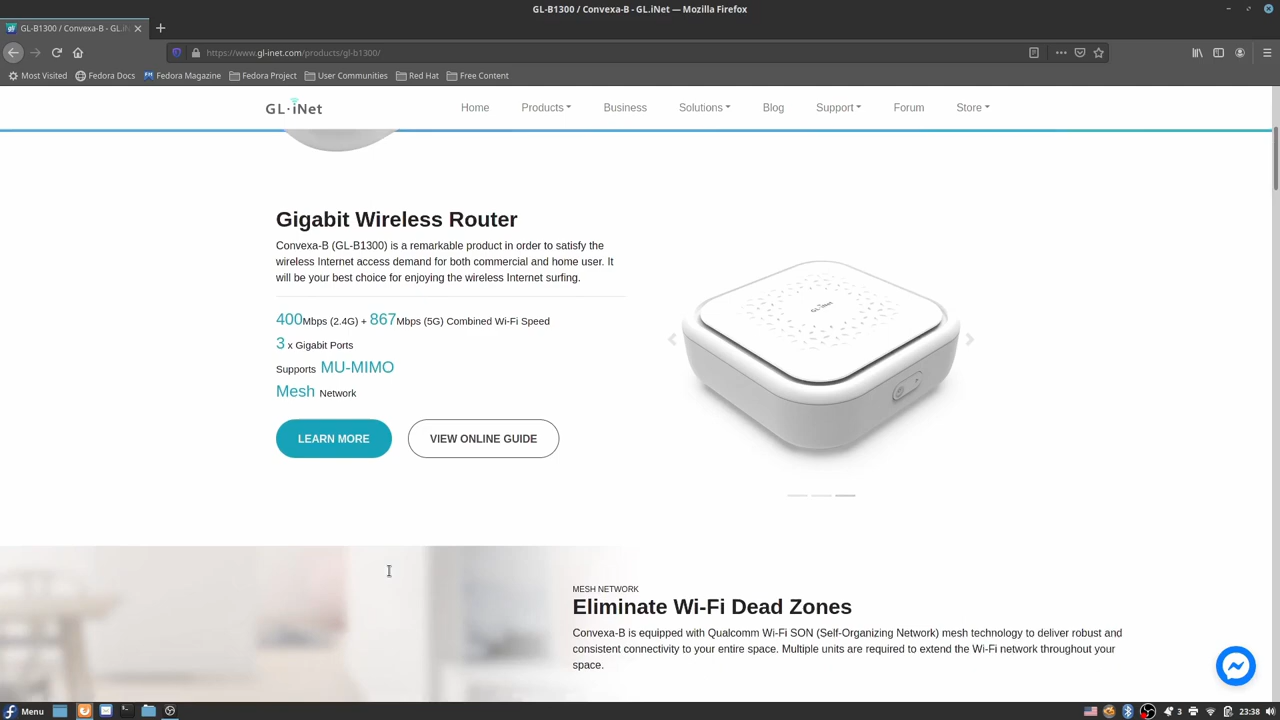 GL-B1300 / Convexa-B - GL.iNet — Mozilla Firefox
GL-B1300 / Convexa-B - GL.iN
https://www.gl-inet.com/products/gl-b1300/
Most Visited
Fedora Docs
Fedora Magazine
Fedora Project
User Communities
Red Hat
Free Content
GL·iNet
Home
Products
Business
Solutions
Blog
Support
Forum
Store
Gigabit Wireless Router
Convexa-B (GL-B1300) is a remarkable product in order to satisfy the
wireless Internet access demand for both commercial and home user. It
will be your best choice for enjoying the wireless Internet surfing.
400Mbps (2.4G) + 867Mbps (5G) Combined Wi-Fi Speed
3 x Gigabit Ports
Supports MU-MIMO
Mesh Network
LEARN MORE
VIEW ONLINE GUIDE
GL·iNet
MESH NETWORK
Eliminate Wi-Fi Dead Zones
Convexa-B is equipped with Qualcomm Wi-Fi SON (Self-Organizing Network) mesh technology to deliver robust and
consistent connectivity to your entire space. Multiple units are required to extend the Wi-Fi network throughout your
space.
Menu
3
23:38